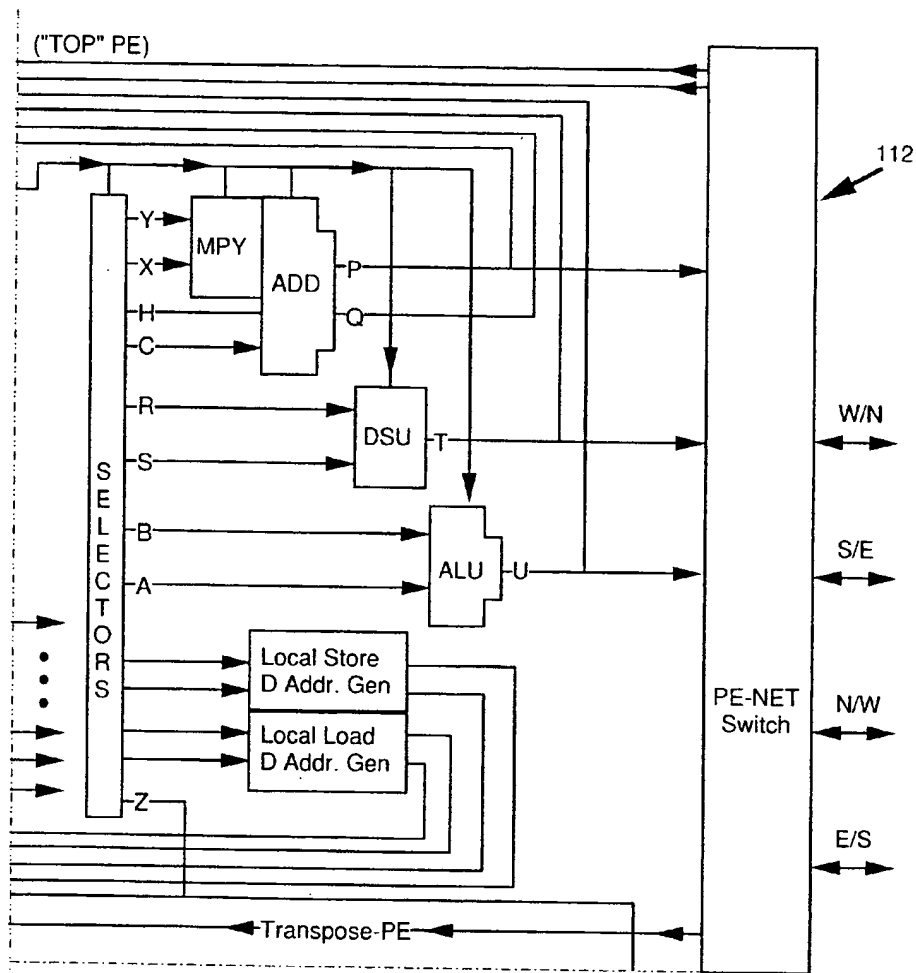 ("TOP" PE)
112
Y
MPY
X
ADD
P
H
Q
C
R
DSU
T
S
W/N
SELECTORS
B
ALU
U
A
S/E
Local Store
D Addr. Gen
Local Load
D Addr. Gen
PE-NET
Switch
N/W
Z
E/S
Transpose-PE